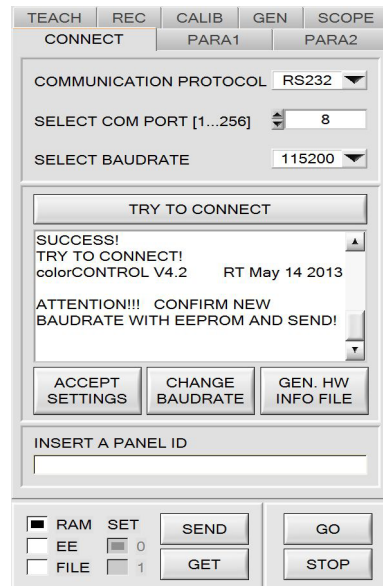 TEACH REC CALIB GEN SCOPE
CONNECT PARA1 PARA2
COMMUNICATION PROTOCOL RS232
SELECT COM PORT [1...256] 8
SELECT BAUDRATE 115200
TRY TO CONNECT
SUCCESS!
TRY TO CONNECT!
colorCONTROL V4.2 RT May 14 2013
ATTENTION!!! CONFIRM NEW
BAUDRATE WITH EEPROM AND SEND!
ACCEPT SETTINGS
CHANGE BAUDRATE
GEN. HW INFO FILE
INSERT A PANEL ID
RAM SET
EE 0
FILE 1
SEND GO
GET STOP